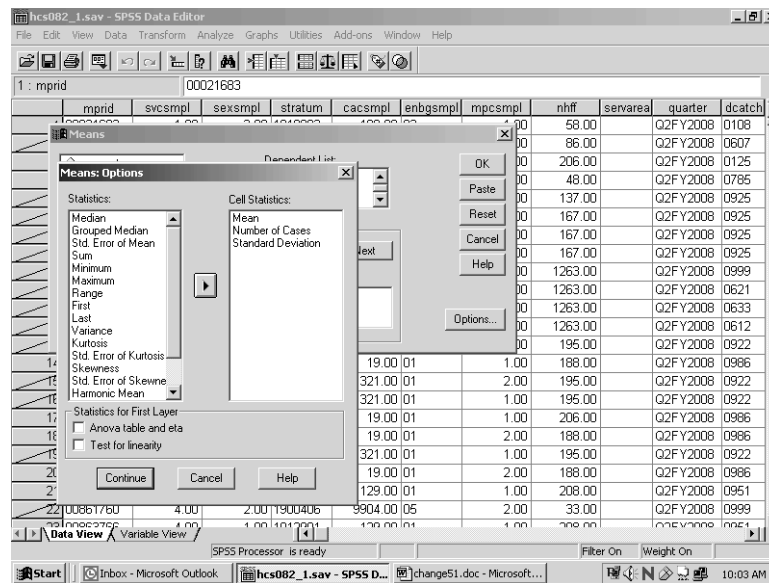 hcs082_1.sav - SPSS Data Editor
File Edit View Data Transform Analyze Graphs Utilities Add-ons Window Help
1 : mprid 00021683
mprid svcsmpl sexsmpl stratum cacsmpl enbgsmpl mpcsmpl nhff servarea quarter dcatch
58.00 Q2FY2008 0108
Means
00 86.00 Q2FY2008 0607
Dependent List:
OK
00 206.00 Q2FY2008 0125
Means: Options
00 48.00 Q2FY2008 0785
Paste
Statistics:
Cell Statistics:
00 137.00 Q2FY2008 0925
Median
Grouped Median
Std. Error of Mean
Sum
Minimum
Maximum
Range
First
Last
Variance
Kurtosis
Std. Error of Kurtosis
Skewness
Std. Error of Skewne
Harmonic Mean
Mean
Number of Cases
Standard Deviation
Reset
Cancel
Help
Next
Options...
00 167.00 Q2FY2008 0925
00 167.00 Q2FY2008 0925
00 167.00 Q2FY2008 0925
00 1263.00 Q2FY2008 0999
00 1263.00 Q2FY2008 0621
00 1263.00 Q2FY2008 0633
00 1263.00 Q2FY2008 0612
00 195.00 Q2FY2008 0922
14 19.00 01 1.00 188.00 Q2FY2008 0986
321.00 01 2.00 195.00 Q2FY2008 0922
321.00 01 1.00 195.00 Q2FY2008 0922
19.00 01 1.00 206.00 Q2FY2008 0986
19.00 01 2.00 188.00 Q2FY2008 0986
321.00 01 1.00 195.00 Q2FY2008 0922
19.00 01 2.00 188.00 Q2FY2008 0986
129.00 01 1.00 208.00 Q2FY2008 0951
Statistics for First Layer
Anova table and eta
Test for linearity
Continue Cancel Help
22 00861760 4.00 2.00 1900406 9904.00 05 2.00 33.00 Q2FY2008 0999
Data View Variable View
SPSS Processor is ready Filter On Weight On
Start Inbox - Microsoft Outlook hcs082_1.sav - SPSS D... change51.doc - Microsoft... 10:03 AM